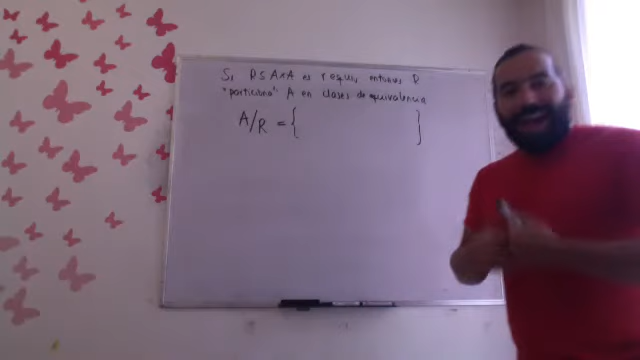 Si R ⊆ A×A es r equiv entonces R
"particiona" A en clases de equivalencia
A/R = { }